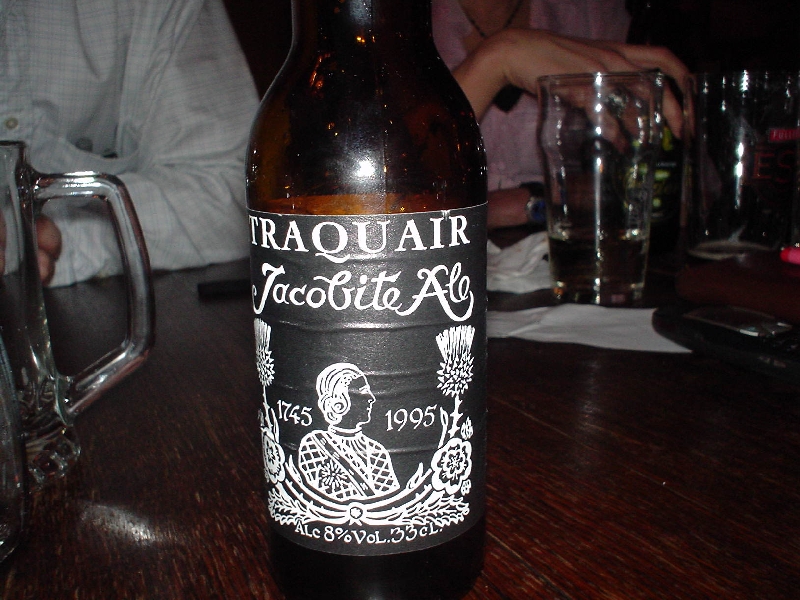 TRAQUAIR
Jacobite Ale
1745 1995
Alc 8% Vol. 33cl.